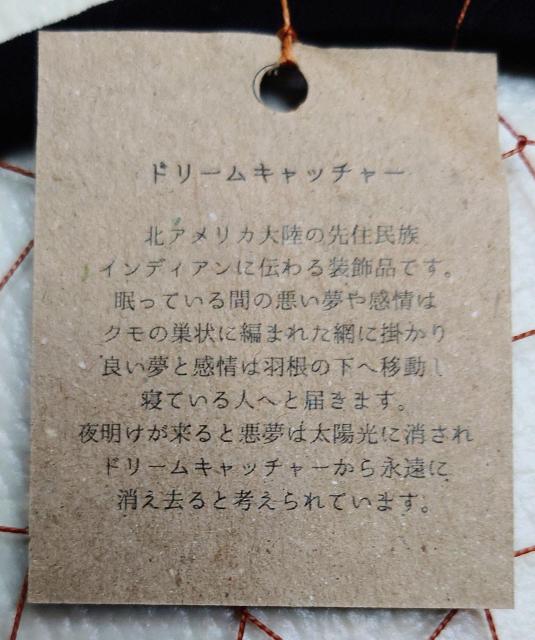 ドリームキャッチャー
北アメリカ大陸の先住民族
インディアンに伝わる装飾品です。
眠っている間の悪い夢や感情は
クモの巣状に編まれた網に掛かり
良い夢と感情は羽根の下へ移動し
寝ている人へと届きます。
夜明けが来ると悪夢は太陽光に消され
ドリームキャッチャーから永遠に
消え去ると考えられています。